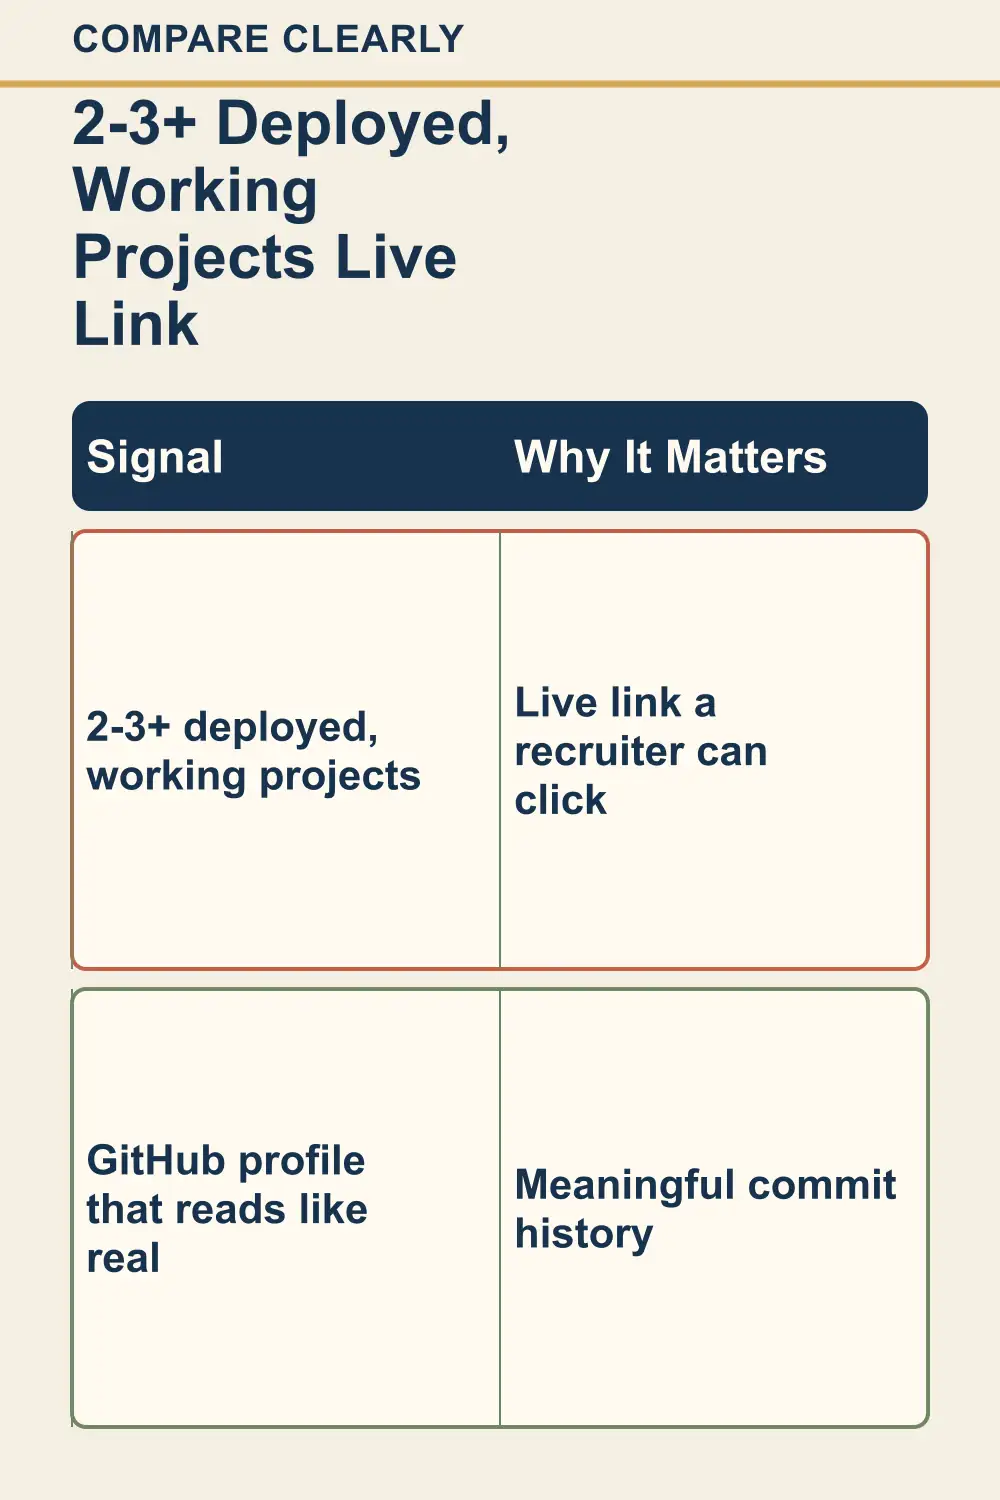 COMPARE CLEARLY
2-3+ Deployed,
Working
Projects Live
Link
Signal
Why It Matters
2-3+ deployed,
working projects
Live link a
recruiter can
click
GitHub profile
that reads like
real
Meaningful commit
history